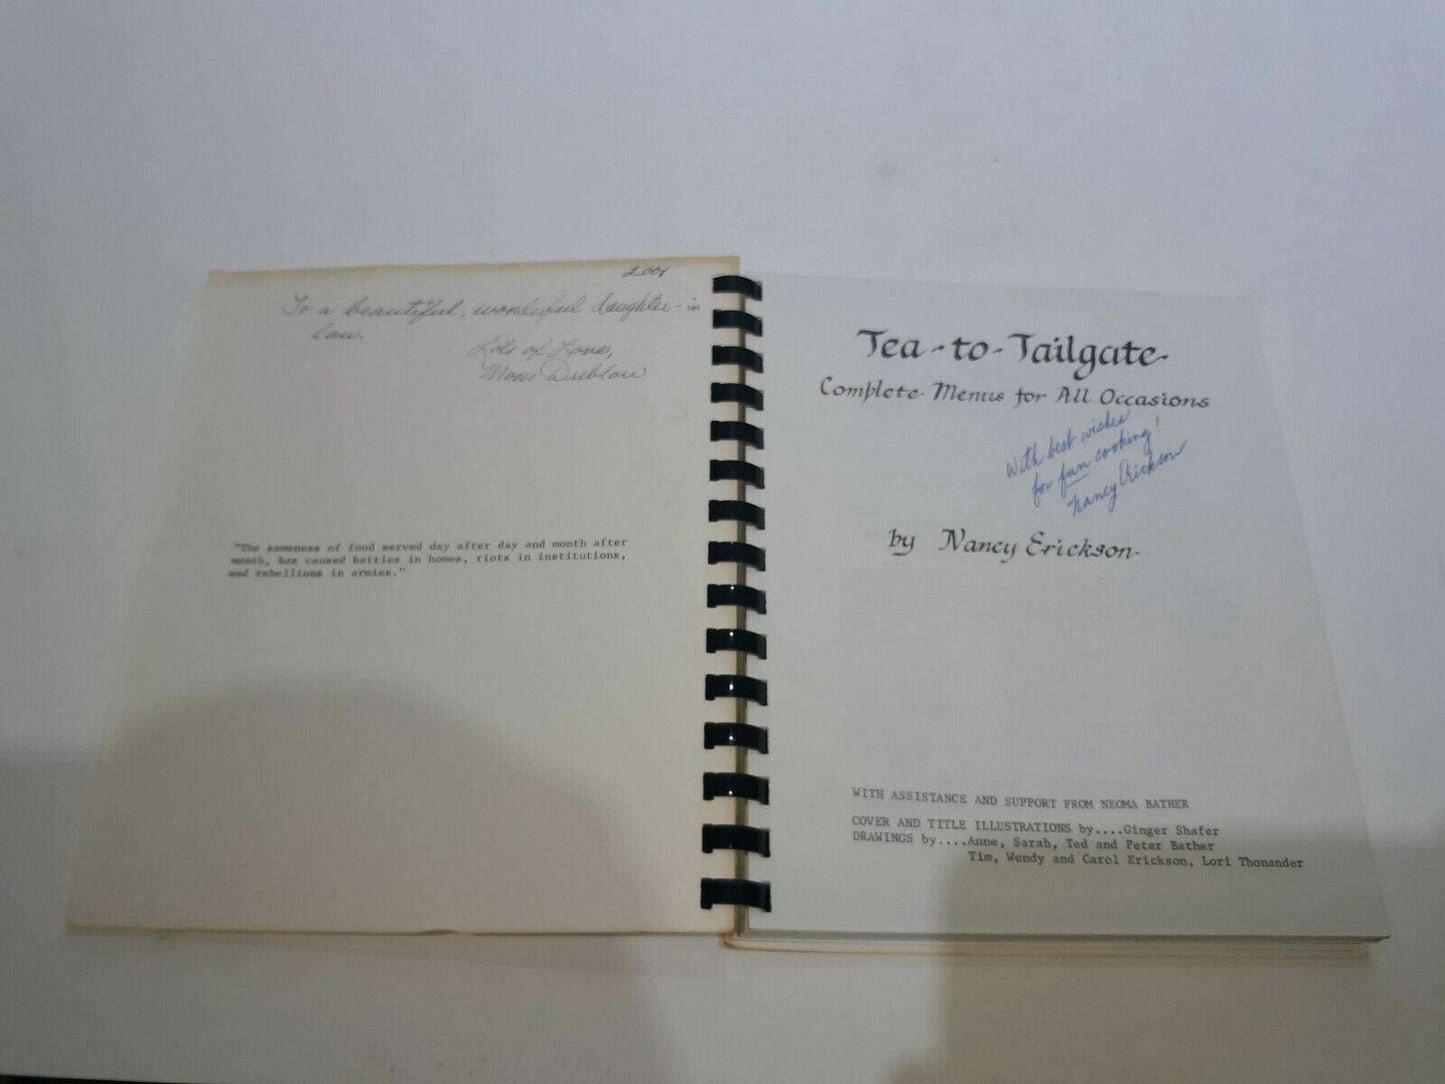 2001
To a beautiful, wonderful daughter-in
law.
Lots of Love,
Mom
"The sameness of food served day after day and month after
month, has caused battles in homes, riots in institutions,
and rebellions in armies."
Tea-to-Tailgate
Complete Menus for All Occasions
With best wishes
for fun cooking!
Nancy Erickson
by Nancy Erickson
WITH ASSISTANCE AND SUPPORT FROM NEOMA BATHER
COVER AND TITLE ILLUSTRATIONS by....Ginger Shafer
DRAWINGS by....Anne, Sarah, Ted and Peter Bather
Tim, Wendy and Carol Erickson, Lori Thonander